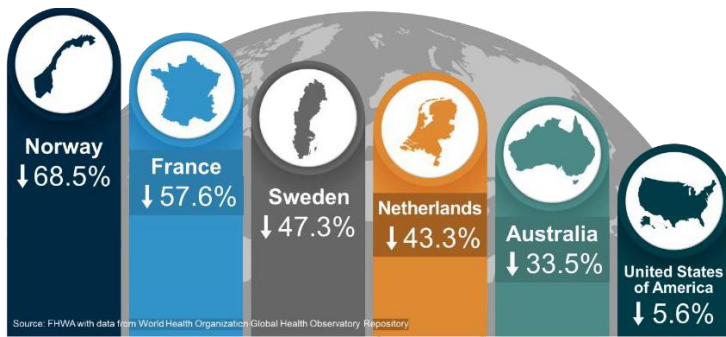 Norway
↓68.5%
France
↓57.6%
Sweden
↓47.3%
Netherlands
↓43.3%
Australia
↓33.5%
United States
of America
↓5.6%
Source: FHWA with data from World Health Organization Global Health Observatory Repository